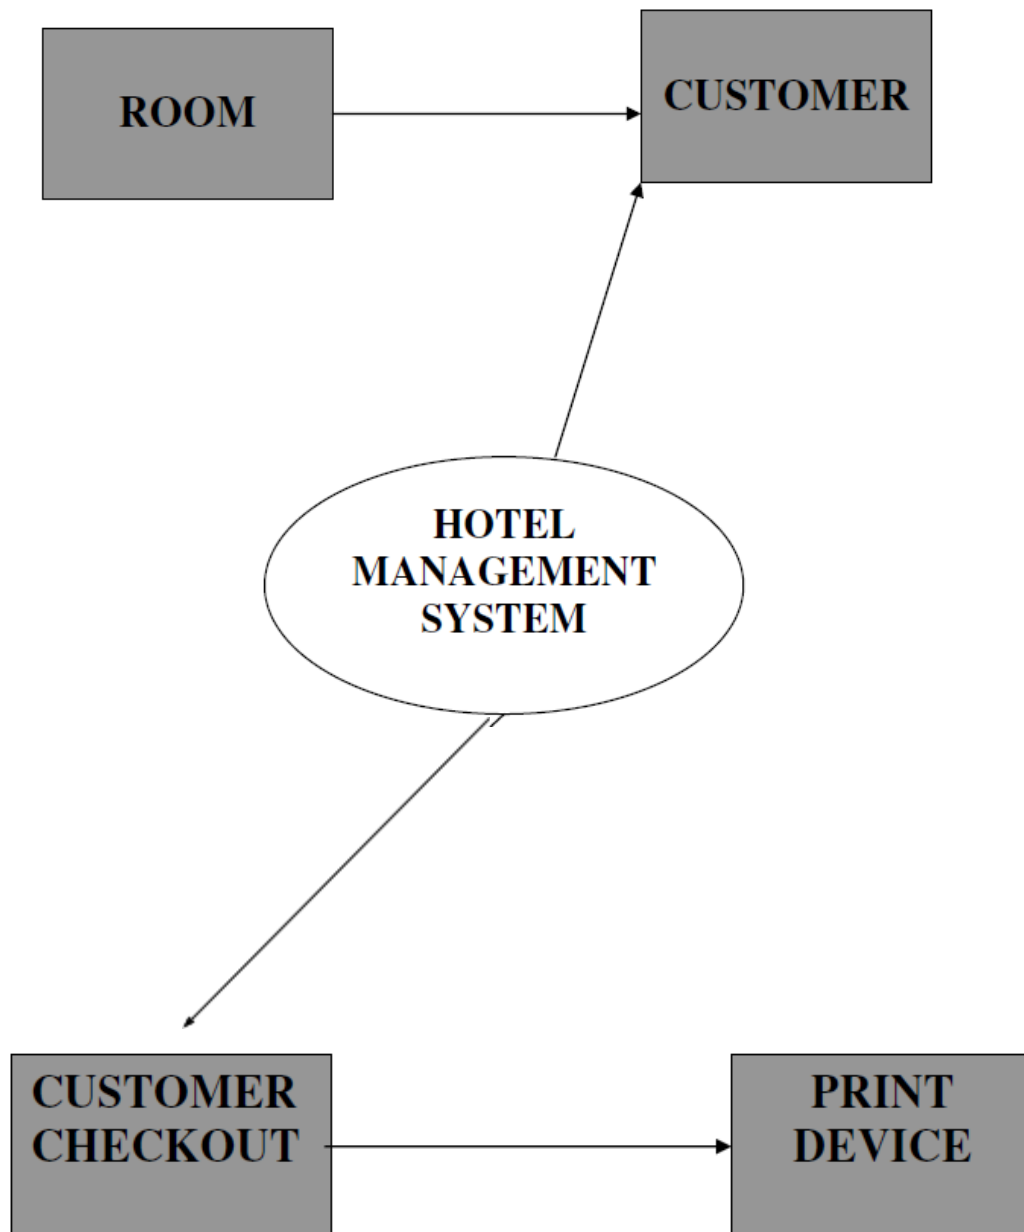 ROOM
CUSTOMER
HOTEL
MANAGEMENT
SYSTEM
CUSTOMER
CHECKOUT
PRINT
DEVICE